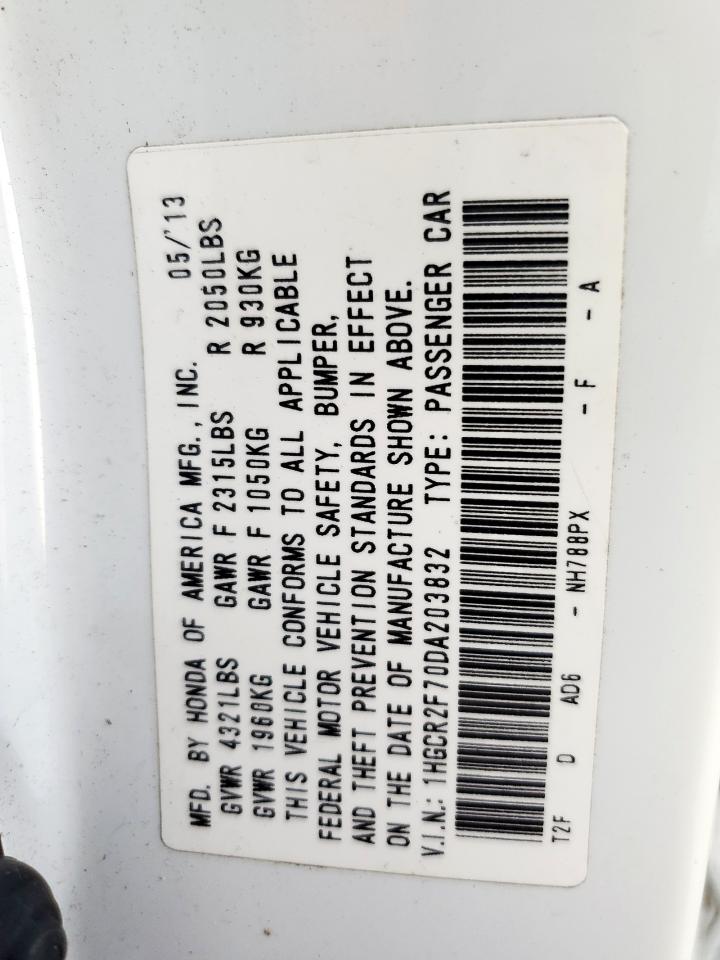 MFD. BY HONDA OF AMERICA MFG., INC. 05/'13
GVWR 4321LBS GAWR F 2315LBS R 2050LBS
GVWR 1960KG GAWR F 1050KG R 930KG
THIS VEHICLE CONFORMS TO ALL APPLICABLE
FEDERAL MOTOR VEHICLE SAFETY, BUMPER,
AND THEFT PREVENTION STANDARDS IN EFFECT
ON THE DATE OF MANUFACTURE SHOWN ABOVE.
V.I.N.: 1HGCR2F70DA203832 TYPE: PASSENGER CAR
T2F D AD6 - NH788PX - F - A